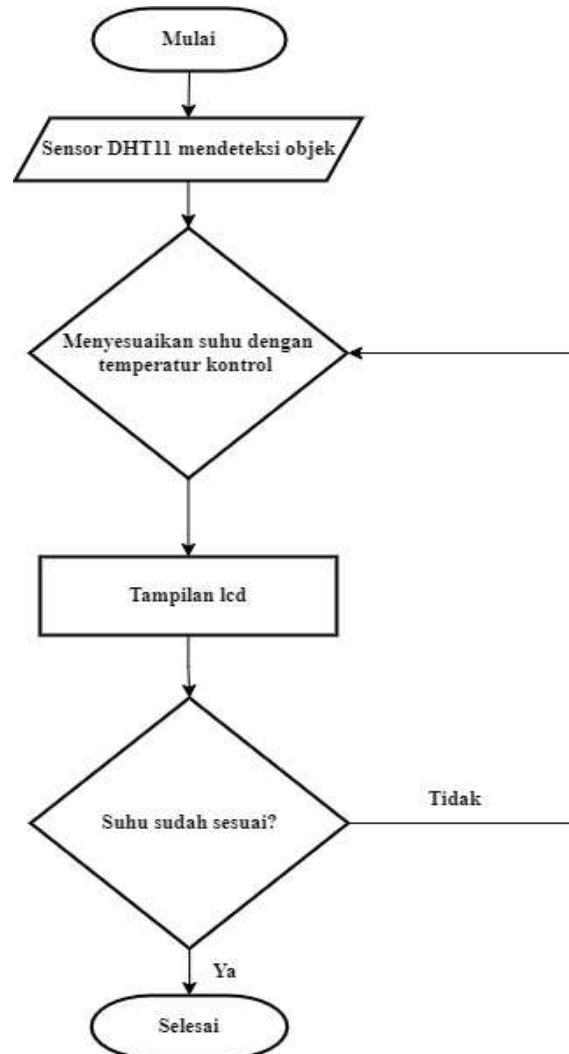 Mulai
Sensor DHT11 mendeteksi objek
Menyesuaikan suhu dengan
temperatur kontrol
Tampilan lcd
Suhu sudah sesuai?
Tidak
Ya
Selesai